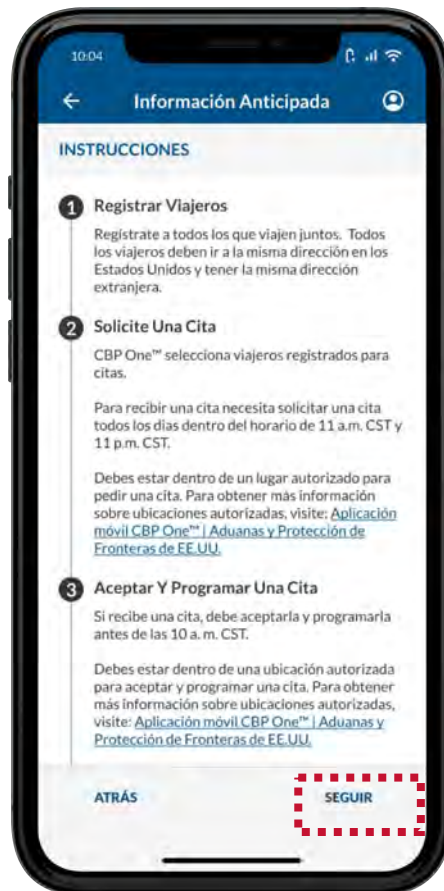 10:04
Información Anticipada
INSTRUCCIONES
1 Registrar Viajeros
Regístrate a todos los que viajen juntos. Todos
los viajeros deben ir a la misma dirección en los
Estados Unidos y tener la misma dirección
extranjera.
2 Solicite Una Cita
CBP One™ selecciona viajeros registrados para
citas.
Para recibir una cita necesita solicitar una cita
todos los dias dentro del horario de 11 a.m. CST y
11 p.m. CST.
Debes estar dentro de un lugar autorizado para
pedir una cita. Para obtener más información
sobre ubicaciones autorizadas, visite: Aplicación
móvil CBP One™ | Aduanas y Protección de
Fronteras de EE.UU.
3 Aceptar Y Programar Una Cita
Si recibe una cita, debe aceptarla y programarla
antes de las 10 a. m. CST.
Debes estar dentro de una ubicación autorizada
para aceptar y programar una cita. Para obtener
más información sobre ubicaciones autorizadas,
visite: Aplicación móvil CBP One™ | Aduanas y
Protección de Fronteras de EE.UU.
ATRÁS SEGUIR